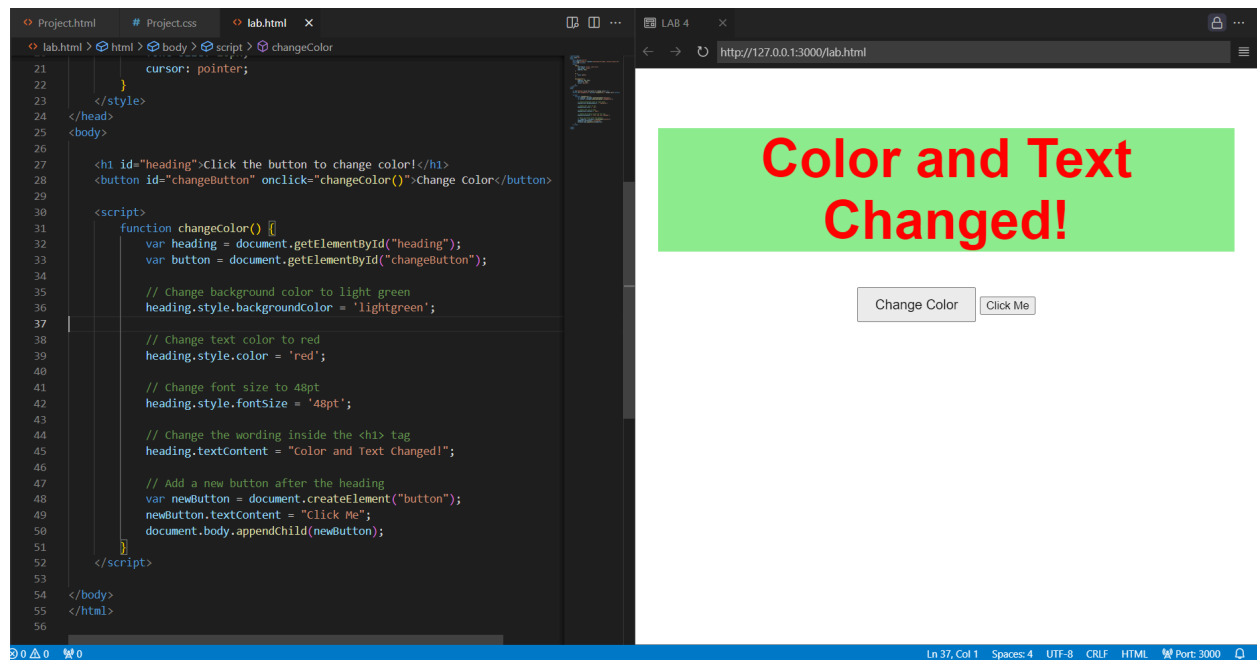 Project.html # Project.css lab.html ×
lab.html > html > body > script > changeColor
21 cursor: pointer;
22 }
23 </style>
24 </head>
25 <body>
26
27 <h1 id="heading">Click the button to change color!</h1>
28 <button id="changeButton" onclick="changeColor()">Change Color</button>
29
30 <script>
31 function changeColor() {
32 var heading = document.getElementById("heading");
33 var button = document.getElementById("changeButton");
34
35 // Change background color to light green
36 heading.style.backgroundColor = 'lightgreen';
37
38 // Change text color to red
39 heading.style.color = 'red';
40
41 // Change font size to 48pt
42 heading.style.fontSize = '48pt';
43
44 // Change the wording inside the <h1> tag
45 heading.textContent = "Color and Text Changed!";
46
47 // Add a new button after the heading
48 var newButton = document.createElement("button");
49 newButton.textContent = "Click Me";
50 document.body.appendChild(newButton);
51 }
52 </script>
53
54 </body>
55 </html>
56
LAB 4 ×
http://127.0.0.1:3000/lab.html
Color and Text
Changed!
Change Color Click Me
0 0 0 Ln 37, Col 1 Spaces: 4 UTF-8 CRLF HTML Port: 3000